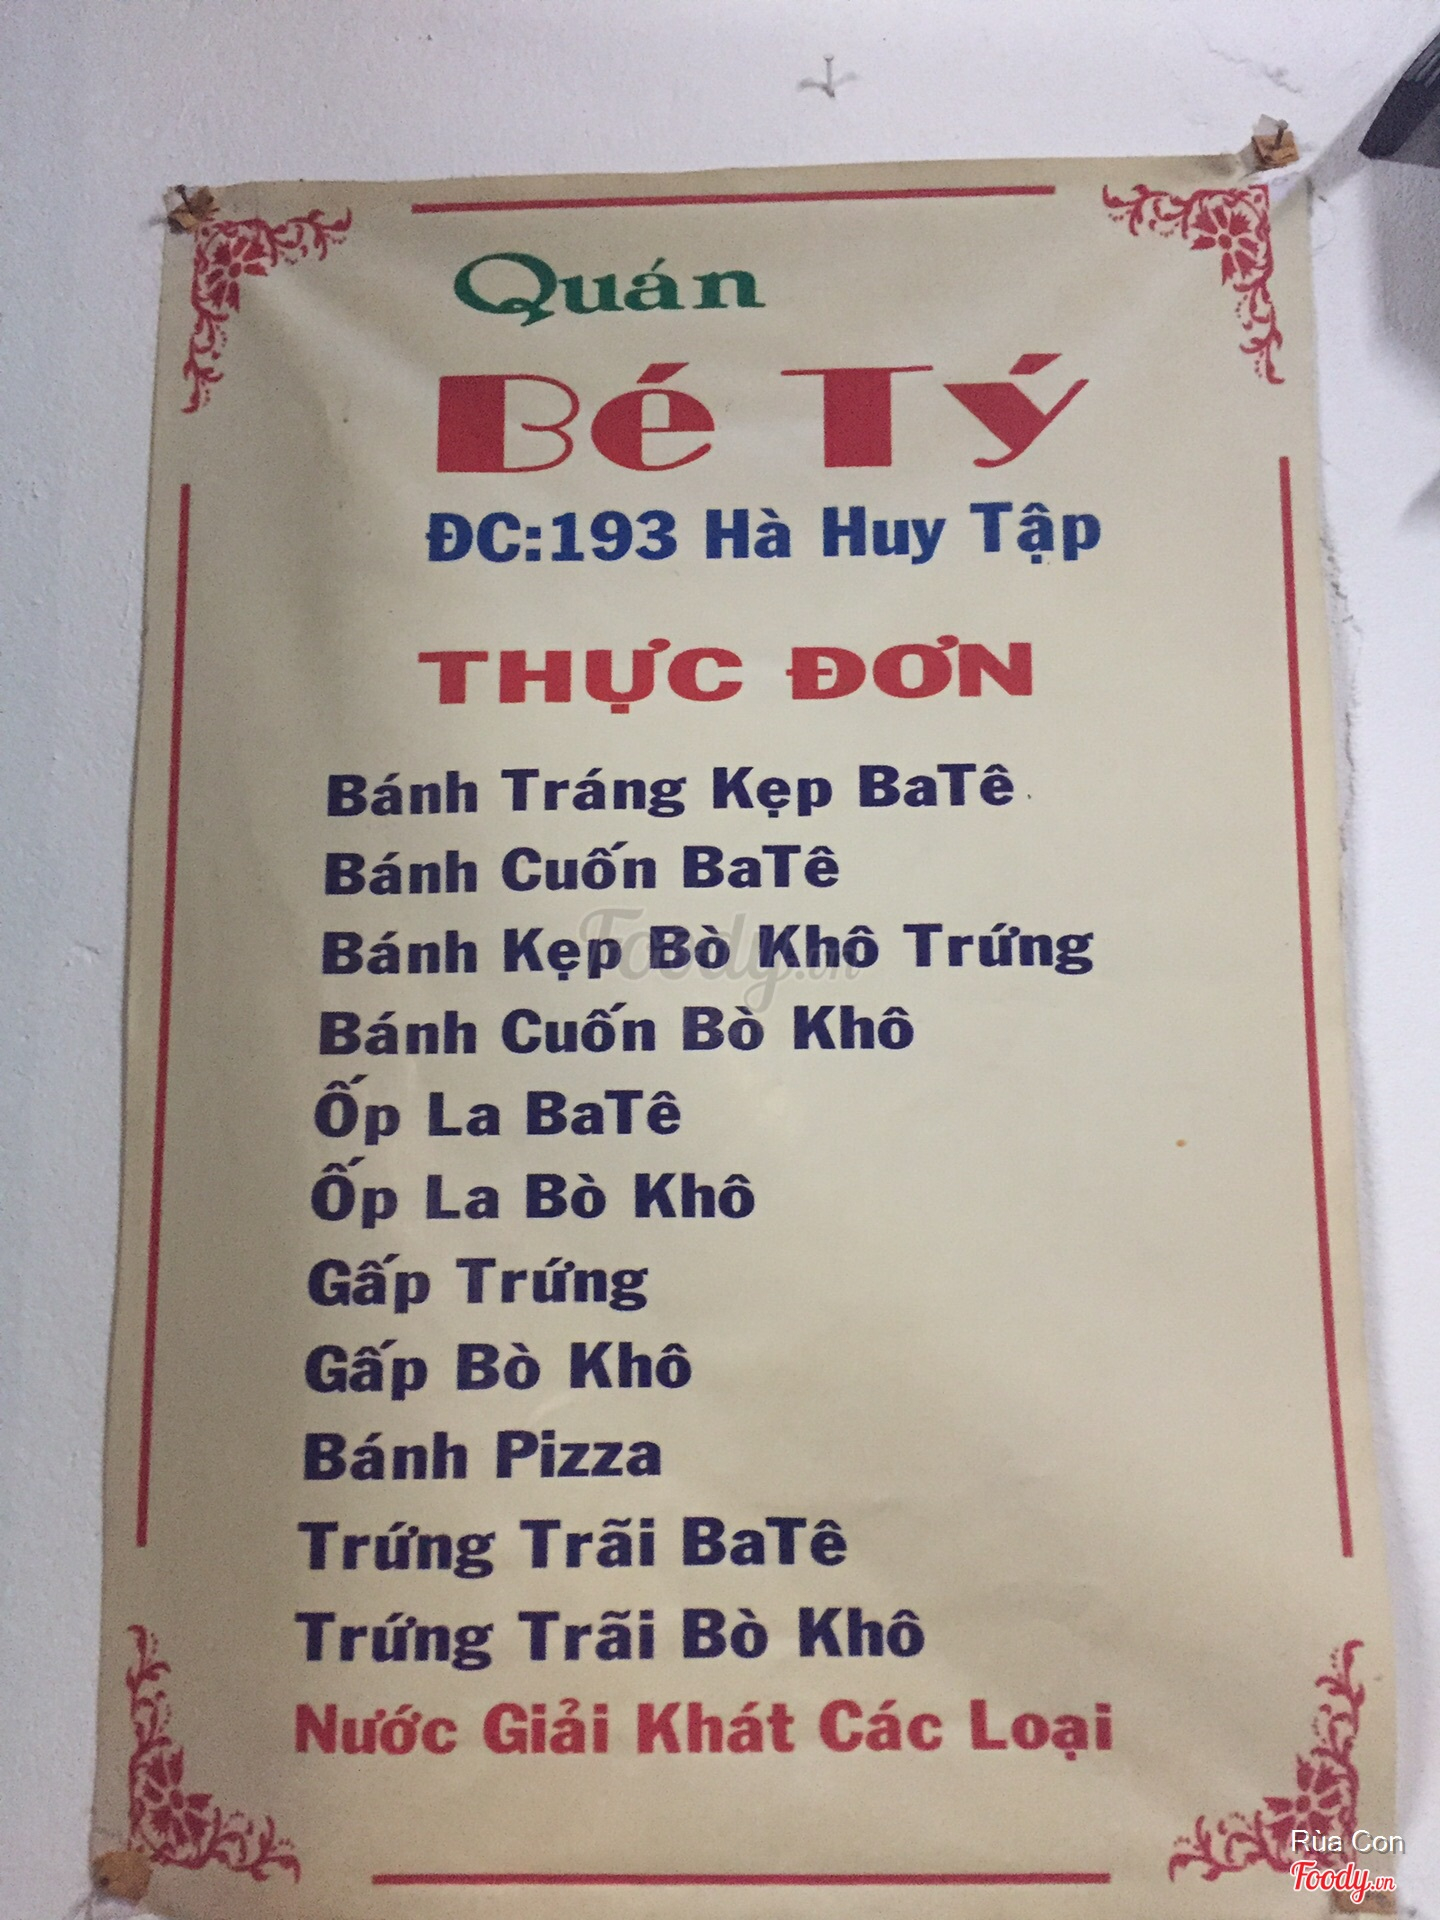 Quán
Bé Tý
ĐC:193 Hà Huy Tập
THỰC ĐƠN
Bánh Tráng Kẹp BaTê
Bánh Cuốn BaTê
Bánh Kẹp Bò Khô Trứng
Foody.vn
Bánh Cuốn Bò Khô
Ốp La BaTê
Ốp La Bò Khô
Gấp Trứng
Gấp Bò Khô
Bánh Pizza
Trứng Trãi BaTê
Trứng Trãi Bò Khô
Nước Giải Khát Các Loại
Rùa Con
Foody.vn